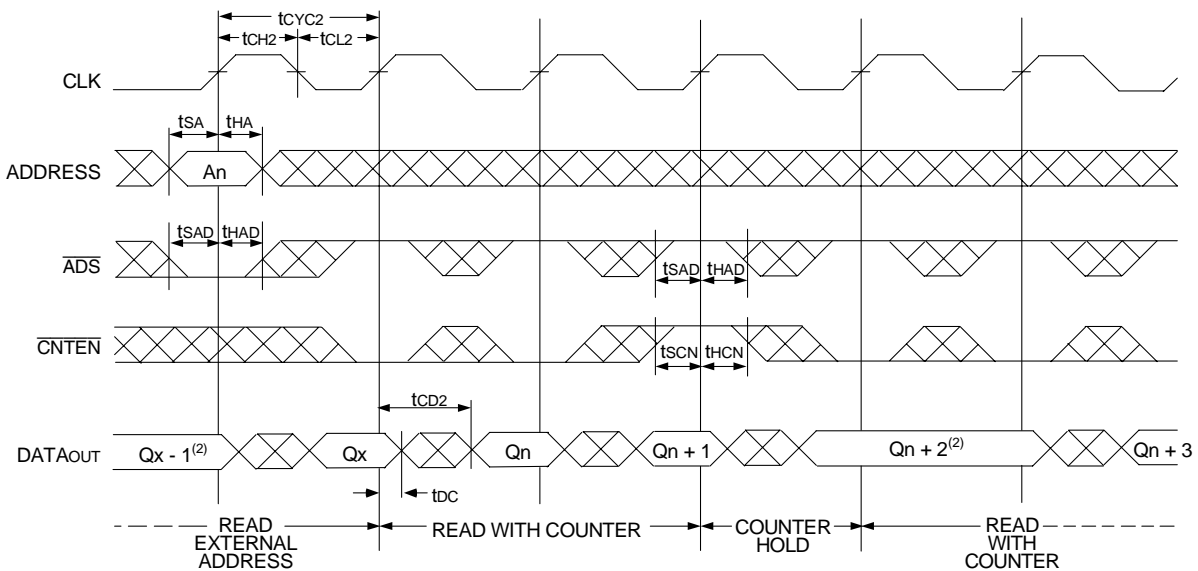 tCYC2
tCH2 tCL2
CLK
tSA tHA
ADDRESS An
tSAD tHAD
ADS tSAD tHAD
CNTEN
tSCN tHCN
tCD2
DATAOUT Qx - 1(2) Qx Qn Qn + 1 Qn + 2(2) Qn + 3
tDC
READ EXTERNAL ADDRESS
READ WITH COUNTER
COUNTER HOLD
READ WITH COUNTER